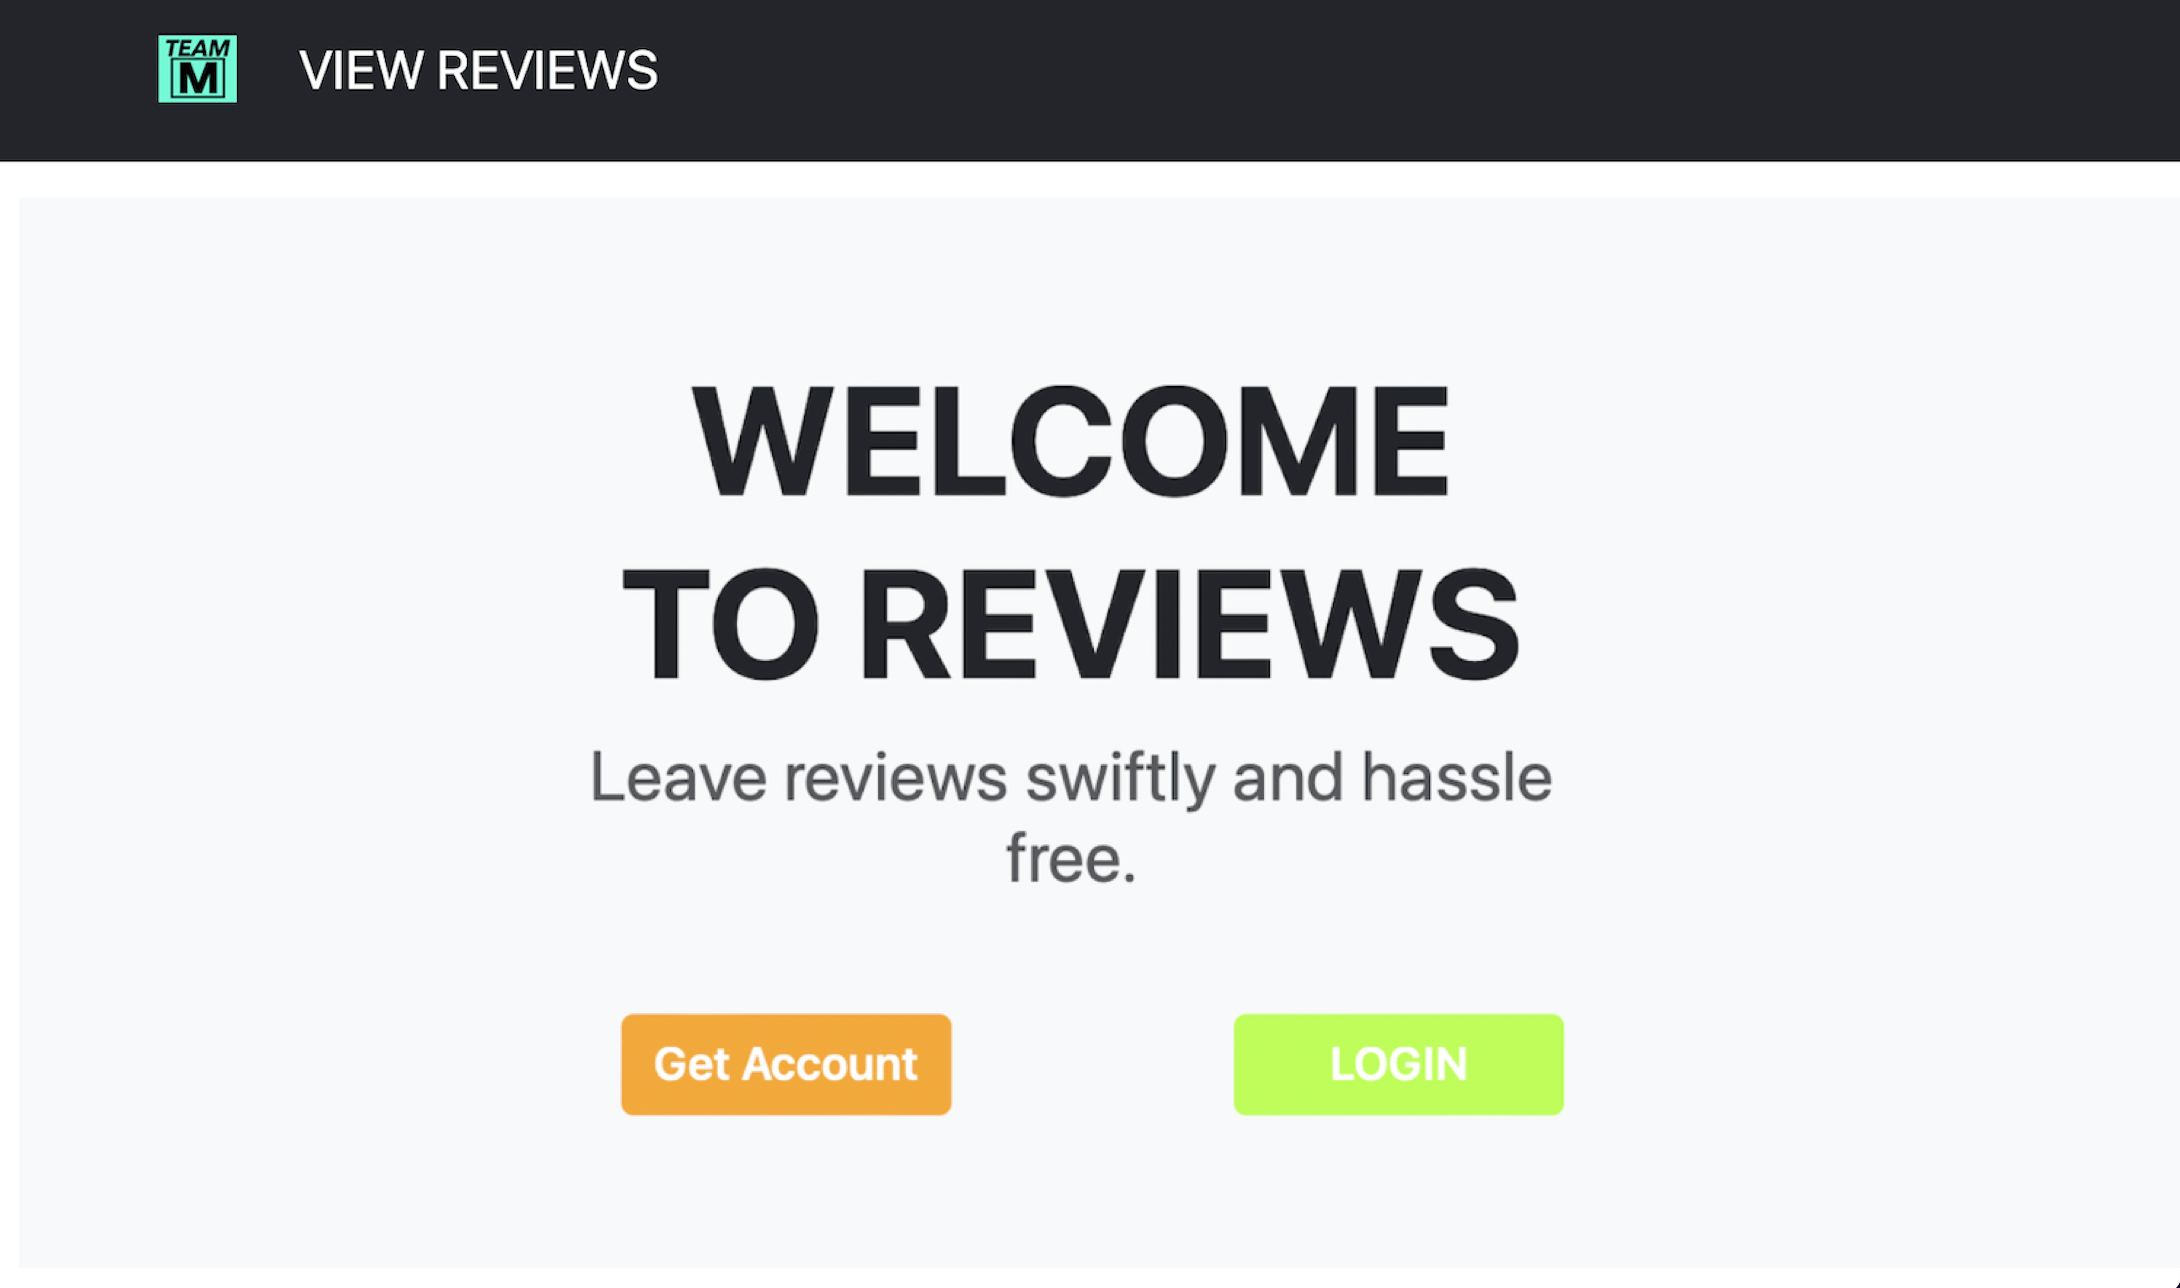 TEAM
M
VIEW REVIEWS
WELCOME
TO REVIEWS
Leave reviews swiftly and hassle
free.
Get Account
LOGIN